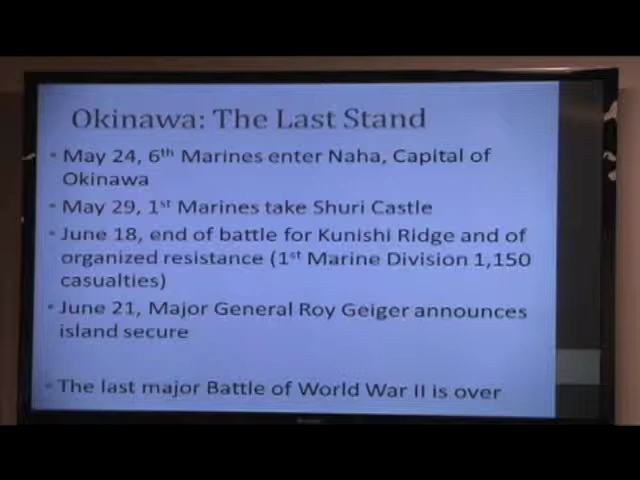 Okinawa: The Last Stand
• May 24, 6th Marines enter Naha, Capital of
Okinawa
• May 29, 1st Marines take Shuri Castle
• June 18, end of battle for Kunishi Ridge and of
organized resistance (1st Marine Division 1,150
casualties)
• June 21, Major General Roy Geiger announces
island secure
• The last major Battle of World War II is over